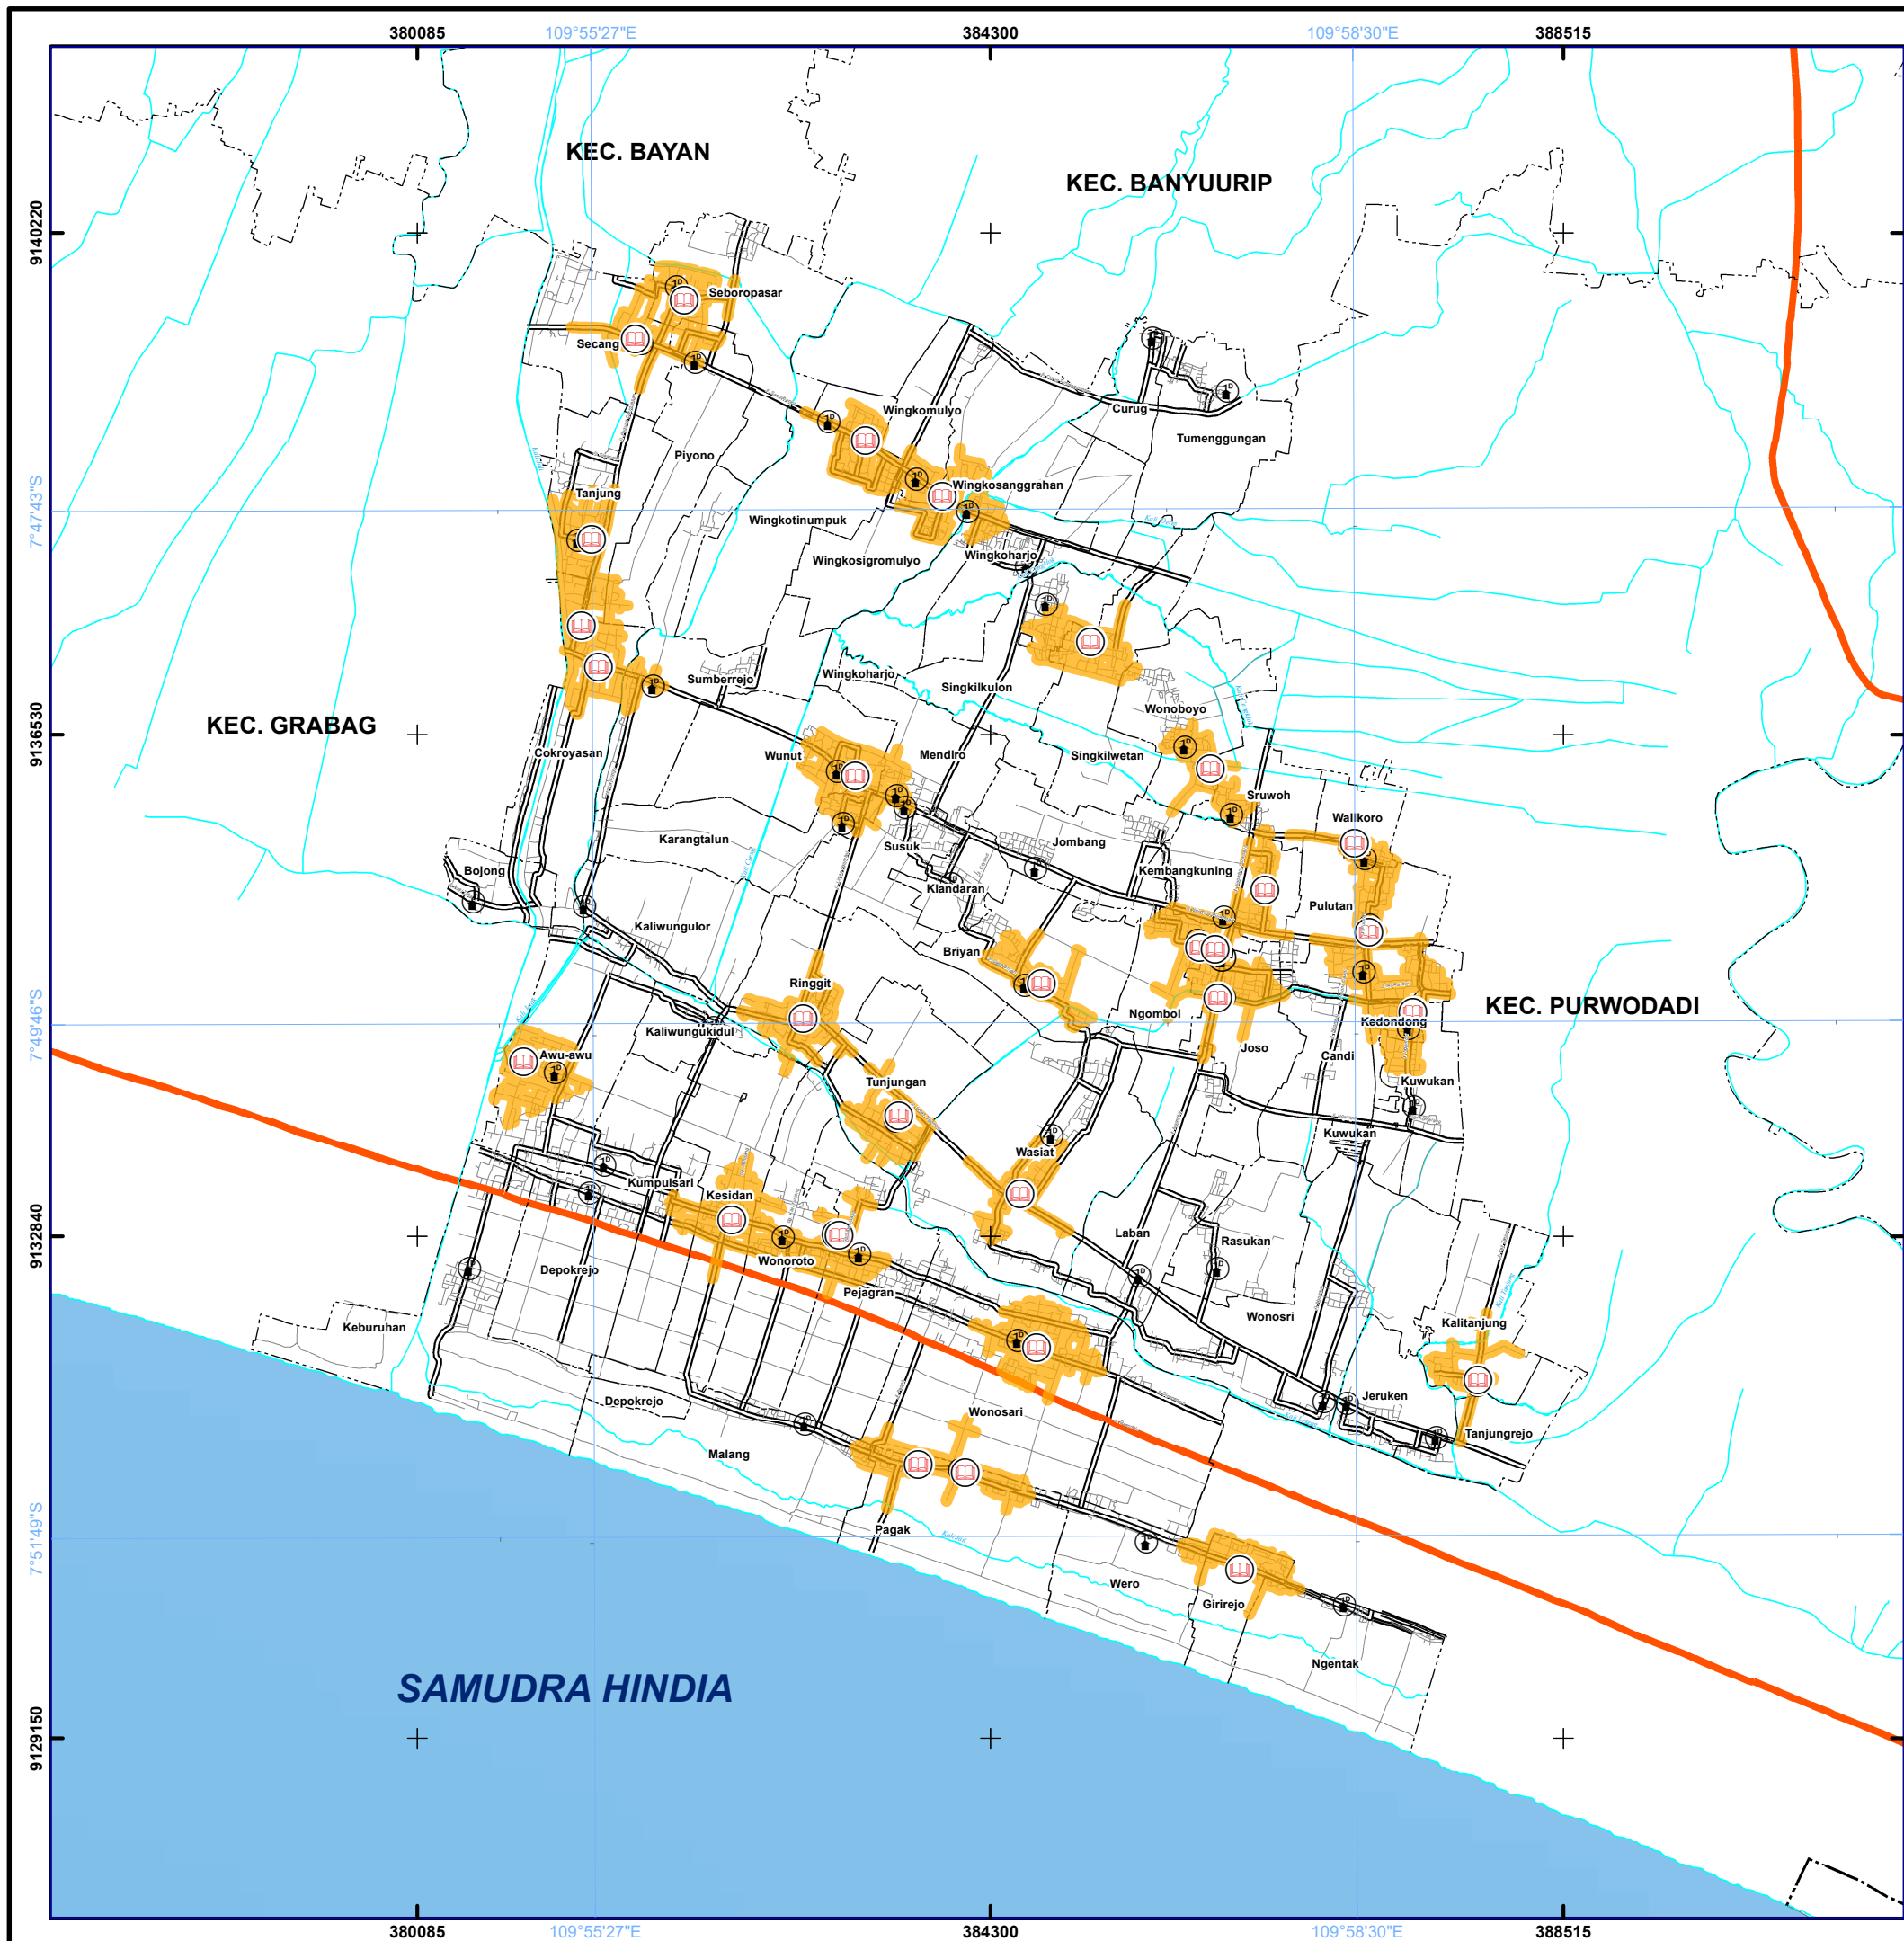 380085
109°55'27"E
384300
109°58'30"E
388515
KEC. BAYAN
KEC. BANYUURIP
9140220
Seboropasar
Secang
Wingkomulyo
Curug
Tumenggungan
Piyono
7°47'43"S
Tanjung
Wingkosanggrahan
Wingkotinumpuk
Wingkosigromulyo
Wingkoharjo
Sumberrejo
Wingkoharjo
Singkilkulon
Wonoboyo
KEC. GRABAG
9136530
Cokroyasan
Wunut
Mendiro
Singkilwetan
Sruwoh
Walikoro
Karangtalun
Susuk
Jombang
Bojong
Klandaran
Kembangkuning
Pulutan
Kaliwungulor
Briyan
Ringgit
Ngombol
KEC. PURWODADI
7°49'46"S
Kaliwungukidul
Kedondong
Awu-awu
Joso
Candi
Tunjungan
Kuwukan
Kuwukan
Wasiat
Kumpulsari
Kesidan
9132840
Laban
Rasukan
Depokrejo
Wonoroto
Pejagran
Wonosri
Keburuhan
Kalitanjung
Depokrejo
Jeruken
Wonosari
Tanjungrejo
Malang
7°51'49"S
Pagak
Wero
Girirejo
Ngentak
SAMUDRA HINDIA
9129150
380085
109°55'27"E
384300
109°58'30"E
388515